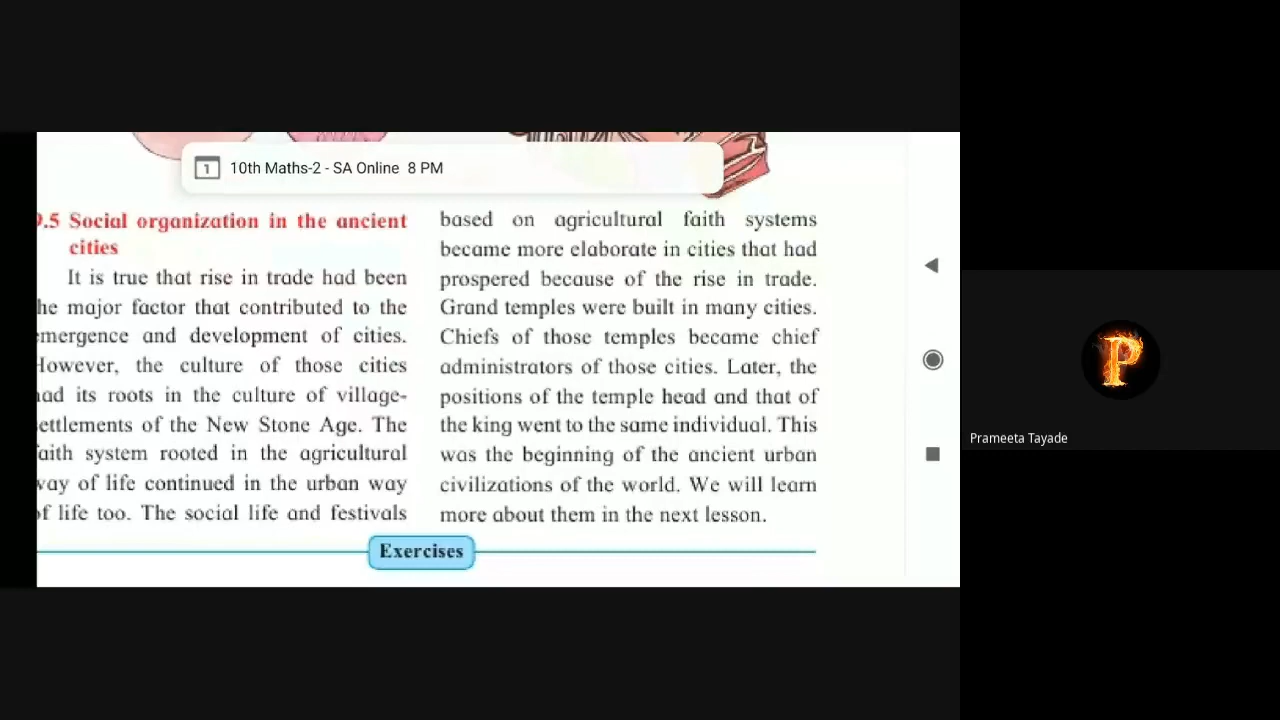 10th Maths-2 - SA Online 8 PM
9.5 Social organization in the ancient
cities
It is true that rise in trade had been
he major factor that contributed to the
mergence and development of cities.
However, the culture of those cities
had its roots in the culture of village-
settlements of the New Stone Age. The
faith system rooted in the agricultural
way of life continued in the urban way
of life too. The social life and festivals
based on agricultural faith systems
became more elaborate in cities that had
prospered because of the rise in trade.
Grand temples were built in many cities.
Chiefs of those temples became chief
administrators of those cities. Later, the
positions of the temple head and that of
the king went to the same individual. This
was the beginning of the ancient urban
civilizations of the world. We will learn
more about them in the next lesson.
Exercises
1
P
Prameeta Tayade